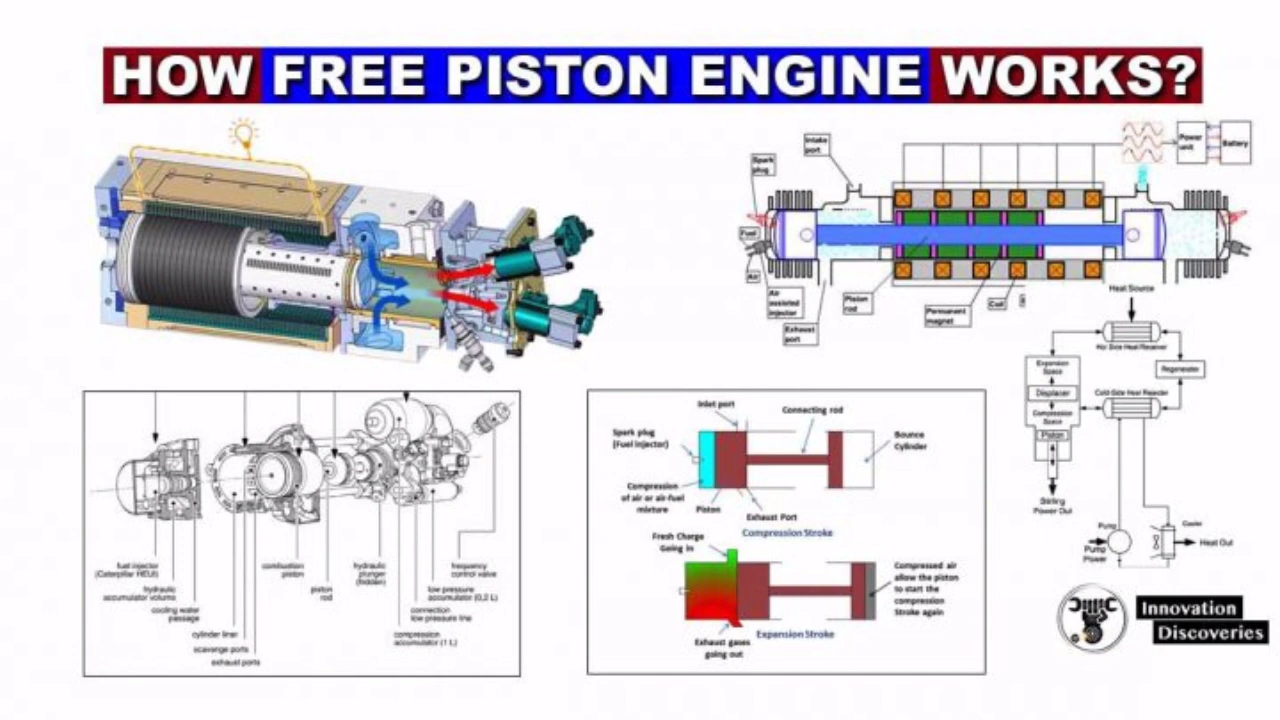 HOW FREE PISTON ENGINE WORKS?
Intake
port
Spark
plug
Fuel
Air
Air
assisted
injector
Exhaust
port
Piston
rod
Permanent
magnet
Coil
Power
unit
Battery
Heat Source
Hot Side Heat Receiver
Expansion
Space
Displacer
Compression
Space
Piston
Regenerator
Cold Side Heat Rejecter
Stirling
Power Out
Pump
Pump
Power
Cooler
Heat Out
fuel injector
(Caterpillar HEUI)
hydraulic
accumulator volume
cooling water
passage
cylinder liner
scavenge ports
exhaust ports
combustion
piston
piston
rod
hydraulic
plunger
(hidden)
frequency
control valve
low pressure
accumulator (0,2 L)
connection
low pressure line
compression
accumulator (1 L)
Inlet port
Connecting rod
Spark plug
(Fuel injector)
Bounce
Cylinder
Compression
of air or air-fuel
mixture
Piston
Exhaust Port
Compression Stroke
Fresh Charge
Going in
Compressed air
allow the piston
to start the
compression
Stroke again
Exhaust gases
going out
Expansion Stroke
Innovation
Discoveries